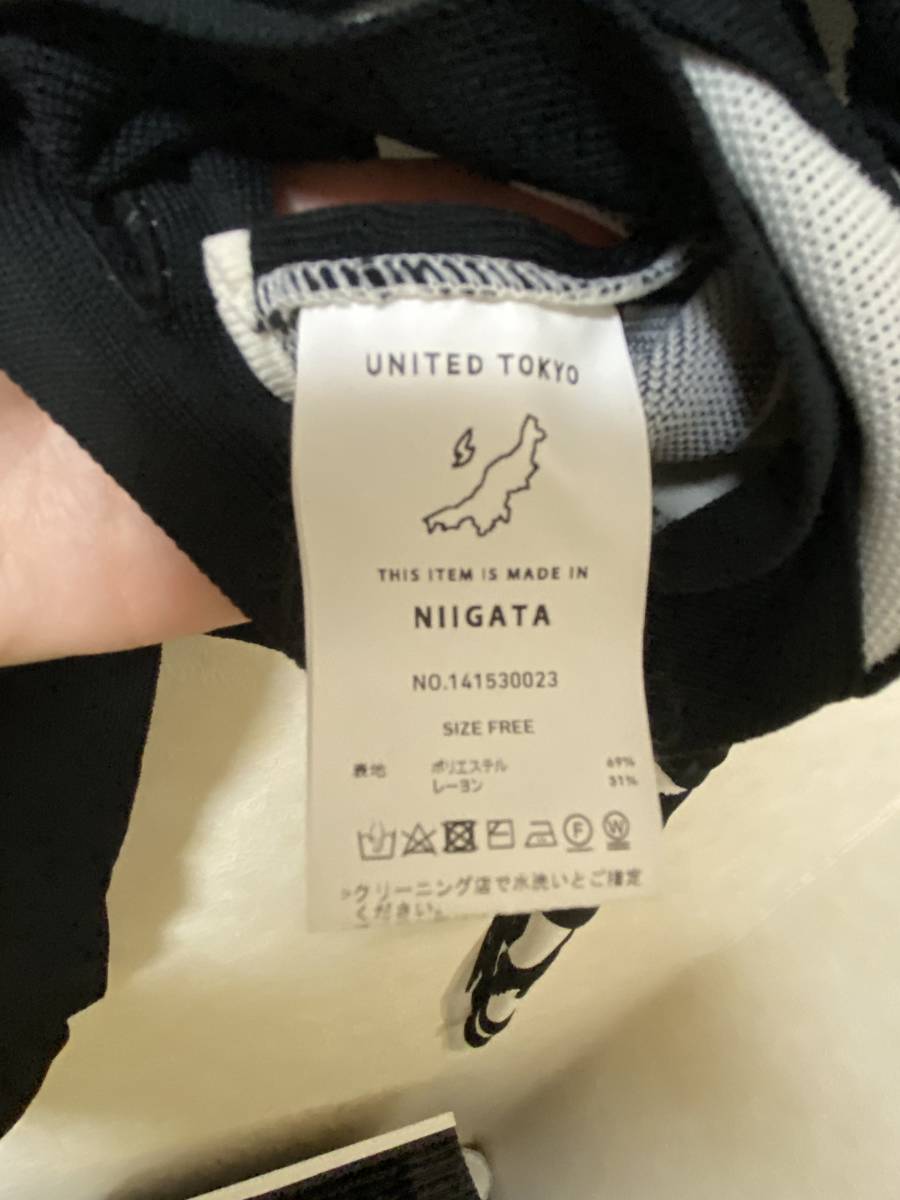 UNITED TOKYO
THIS ITEM IS MADE IN
NIIGATA
NO.141530023
SIZE FREE
表地 ポリエステル 69%
レーヨン 31%
F W
クリーニング店で水洗いとご指定
ください。